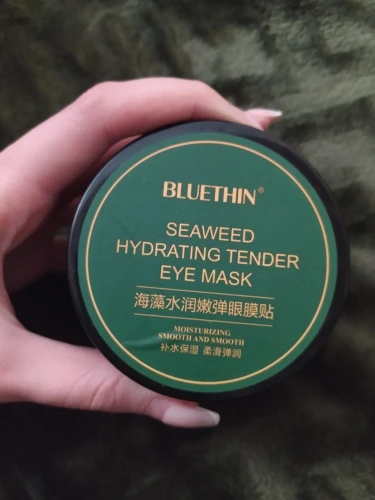 BLUETHIN®
SEAWEED
HYDRATING TENDER
EYE MASK
海藻水润嫩弹眼膜贴
MOISTURIZING
SMOOTH AND SMOOTH
补水保湿 柔滑弹润